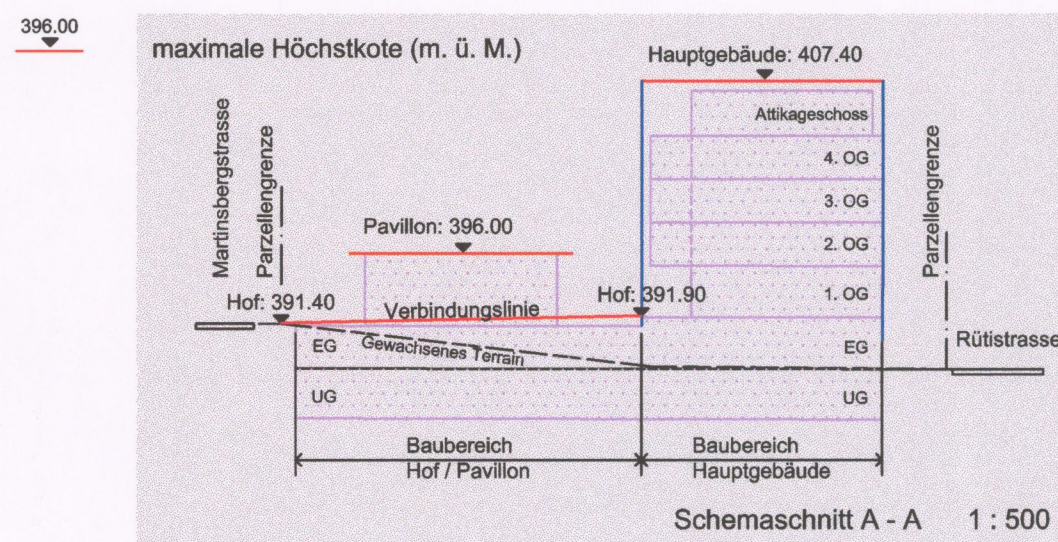 396.00
maximale Höchstkote (m. ü. M.)
Hauptgebäude: 407.40
Attikageschoss
4. OG
3. OG
2. OG
1. OG
Martinsbergstrasse
Parzellengrenze
Pavillon: 396.00
Parzellengrenze
Hof: 391.40
Verbindungslinie
Hof: 391.90
EG
Gewachsenes Terrain
EG
Rütistrasse
UG
UG
Baubereich
Hof / Pavillon
Baubereich
Hauptgebäude
Schemaschnitt A - A 1 : 500